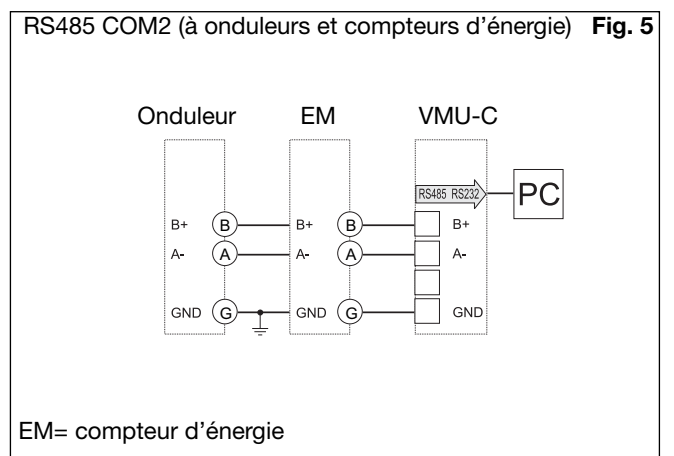 RS485 COM2 (à onduleurs et compteurs d’énergie) Fig. 5
Onduleur EM VMU-C
RS485 RS232 PC
B+ B B+ B B+
A- A A- A A-
GND G GND G GND
EM= compteur d’énergie